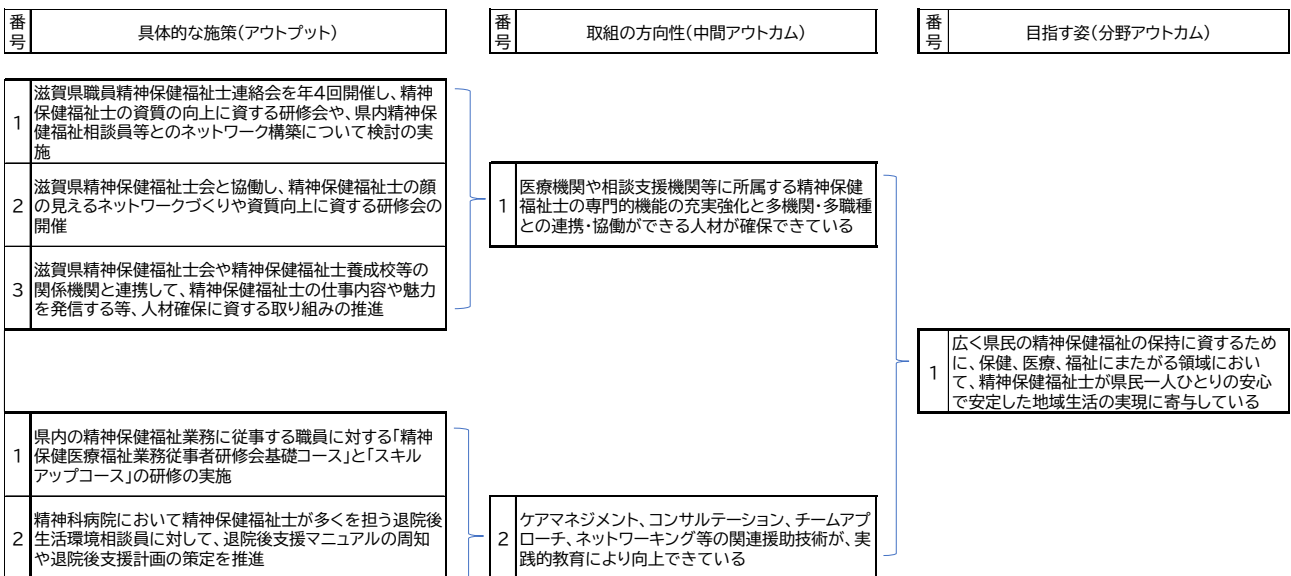 番号
具体的な施策(アウトプット)
番号
取組の方向性(中間アウトカム)
番号
目指す姿(分野アウトカム)
1
滋賀県職員精神保健福祉士連絡会を年4回開催し、精神
保健福祉士の資質の向上に資する研修会や、県内精神保
健福祉相談員等とのネットワーク構築について検討の実
施
2
滋賀県精神保健福祉士会と協働し、精神保健福祉士の顔
の見えるネットワークづくりや資質向上に資する研修会の
開催
3
滋賀県精神保健福祉士会や精神保健福祉士養成校等の
関係機関と連携して、精神保健福祉士の仕事内容や魅力
を発信する等、人材確保に資する取り組みの推進
1
医療機関や相談支援機関等に所属する精神保健
福祉士の専門的機能の充実強化と多機関・多職種
との連携・協働ができる人材が確保できている
1
広く県民の精神保健福祉の保持に資するため
に、保健、医療、福祉にまたがる領域におい
て、精神保健福祉士が県民一人ひとりの安心
で安定した地域生活の実現に寄与している
1
県内の精神保健福祉業務に従事する職員に対する「精神
保健医療福祉業務従事者研修会基礎コース」と「スキル
アップコース」の研修の実施
2
精神科病院において精神保健福祉士が多くを担う退院後
生活環境相談員に対して、退院後支援マニュアルの周知
や退院後支援計画の策定を推進
2
ケアマネジメント、コンサルテーション、チームアプ
ローチ、ネットワーキング等の関連援助技術が、実
践的教育により向上できている